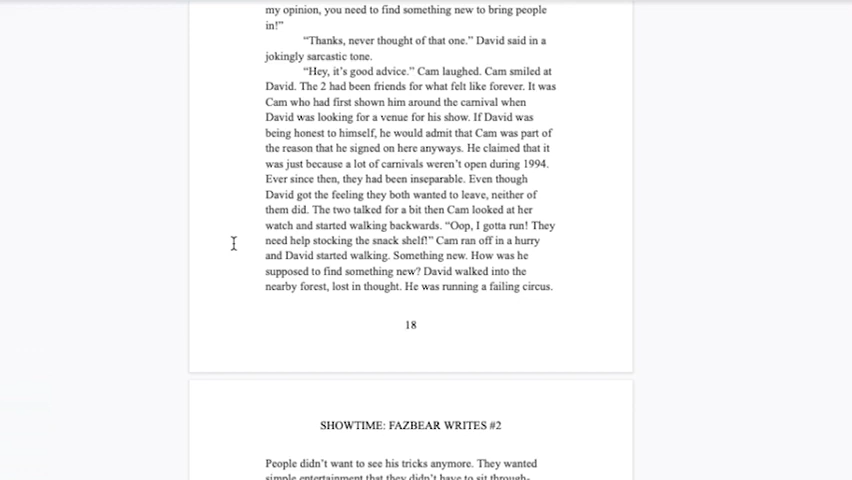 my opinion, you need to find something new to bring people
in!”
“Thanks, never thought of that one.” David said in a
jokingly sarcastic tone.
“Hey, it’s good advice.” Cam laughed. Cam smiled at
David. The 2 had been friends for what felt like forever. It was
Cam who had first shown him around the carnival when
David was looking for a venue for his show. If David was
being honest to himself, he would admit that Cam was part of
the reason that he signed on here anyways. He claimed that it
was just because a lot of carnivals weren’t open during 1994.
Ever since then, they had been inseparable. Even though
David got the feeling they both wanted to leave, neither of
them did. The two talked for a bit then Cam looked at her
watch and started walking backwards. “Oop, I gotta run! They
need help stocking the snack shelf!” Cam ran off in a hurry
and David started walking. Something new. How was he
supposed to find something new? David walked into the
nearby forest, lost in thought. He was running a failing circus.
18
SHOWTIME: FAZBEAR WRITES #2
People didn’t want to see his tricks anymore. They wanted
simple entertainment that they didn’t have to sit through-